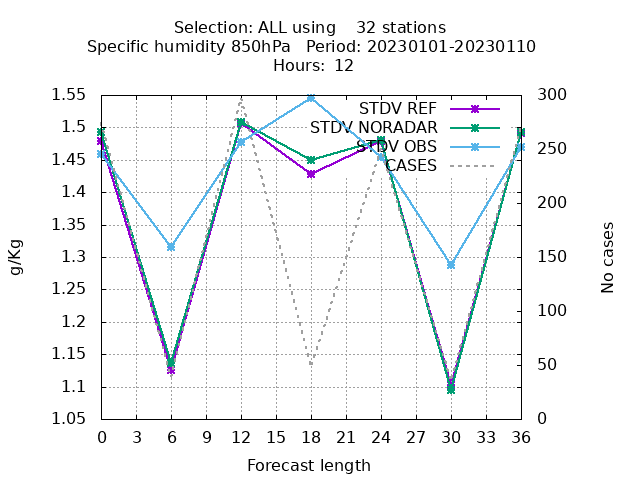 Selection: ALL using    32 stations
Specific humidity 850hPa   Period: 20230101-20230110
Hours:  12
STDV REF
STDV NORADAR
STDV OBS
CASES
g/Kg
1.55
1.5
1.45
1.4
1.35
1.3
1.25
1.2
1.15
1.1
1.05
300
250
200
150
100
50
0
No cases
0 3 6 9 12 15 18 21 24 27 30 33 36
Forecast length